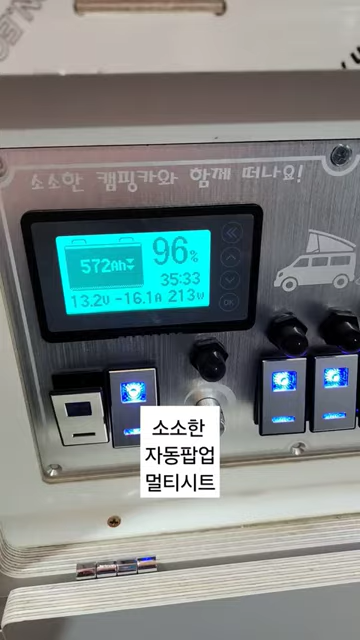 소소한 캠핑카와 함께 떠나요!
96%
572Ah
35:33
13.2V -16.1A 213W
OK
소소한
자동팝업
멀티시트